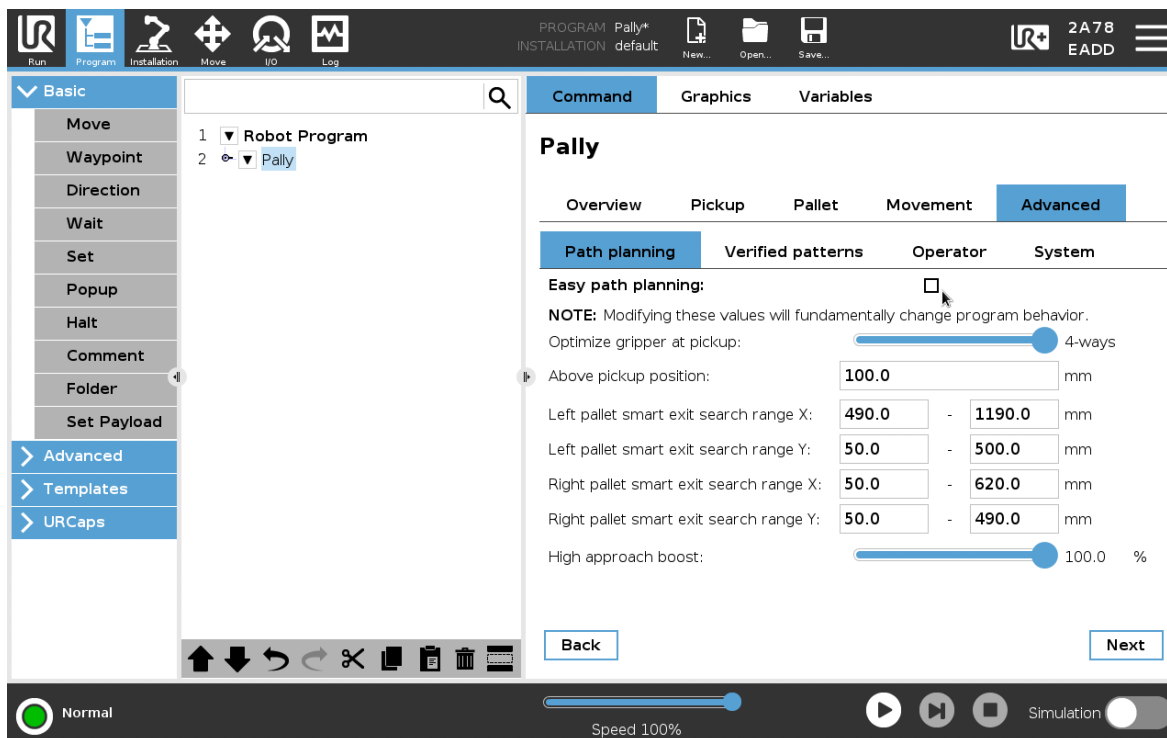 UR
Run
Program
Installation
Move
I/O
Log
PROGRAM Pally*
INSTALLATION default
New...
Open...
Save...
UR+
2A78
EADD
Basic
Move
Waypoint
Direction
Wait
Set
Popup
Halt
Comment
Folder
Set Payload
Advanced
Templates
URCaps
1 Robot Program
2 Pally
Command Graphics Variables
Pally
Overview Pickup Pallet Movement Advanced
Path planning Verified patterns Operator System
Easy path planning:
NOTE: Modifying these values will fundamentally change program behavior.
Optimize gripper at pickup: 4-ways
Above pickup position: 100.0 mm
Left pallet smart exit search range X: 490.0 - 1190.0 mm
Left pallet smart exit search range Y: 50.0 - 500.0 mm
Right pallet smart exit search range X: 50.0 - 620.0 mm
Right pallet smart exit search range Y: 50.0 - 490.0 mm
High approach boost: 100.0 %
Back Next
Normal
Speed 100%
Simulation